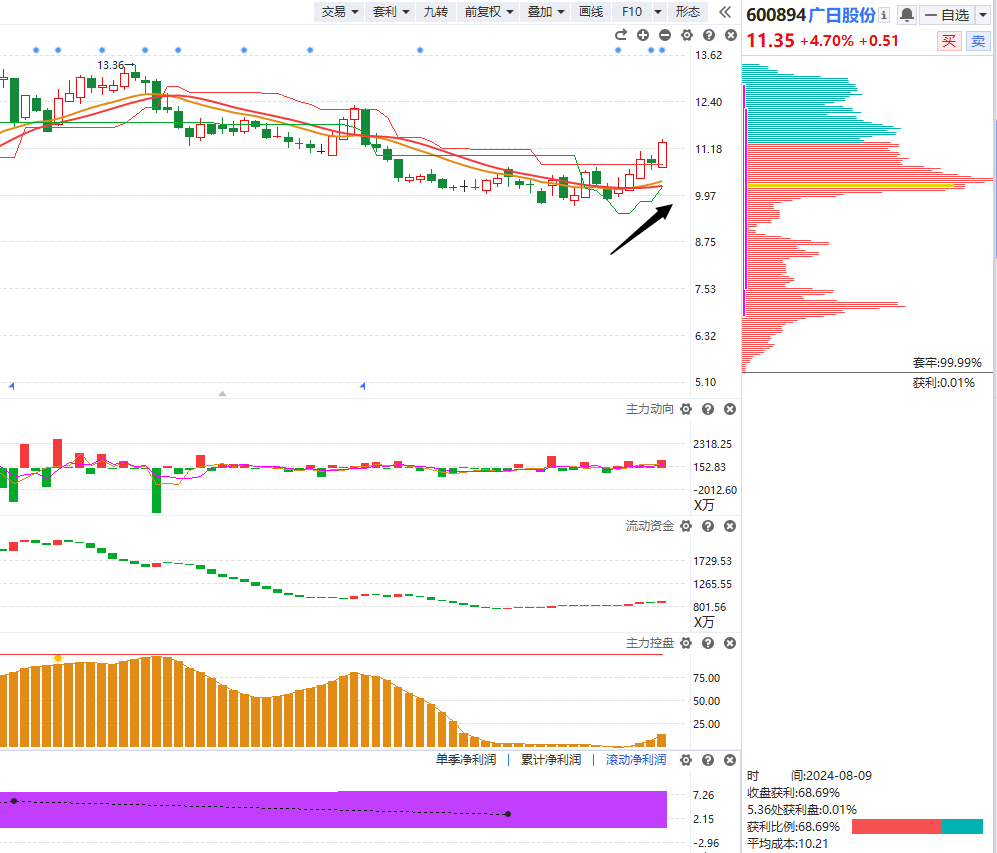 交易 套利 九转 前复权 叠加 画线 F10 形态
600894 广日股份 自选
11.35 +4.70% +0.51 买 卖
13.36
13.62
12.40
11.18
9.97
8.75
7.53
6.32
5.10
套牢:99.99%
获利:0.01%
主力动向
2318.25
152.83
-2012.60
X万
流动资金
1729.53
1265.55
801.56
X万
主力控盘
75.00
50.00
25.00
单季净利润 累计净利润 滚动净利润
7.26
2.15
-2.96
时 间:2024-08-09
收盘获利:68.69%
5.36处获利盘:0.01%
获利比例:68.69%
平均成本:10.21